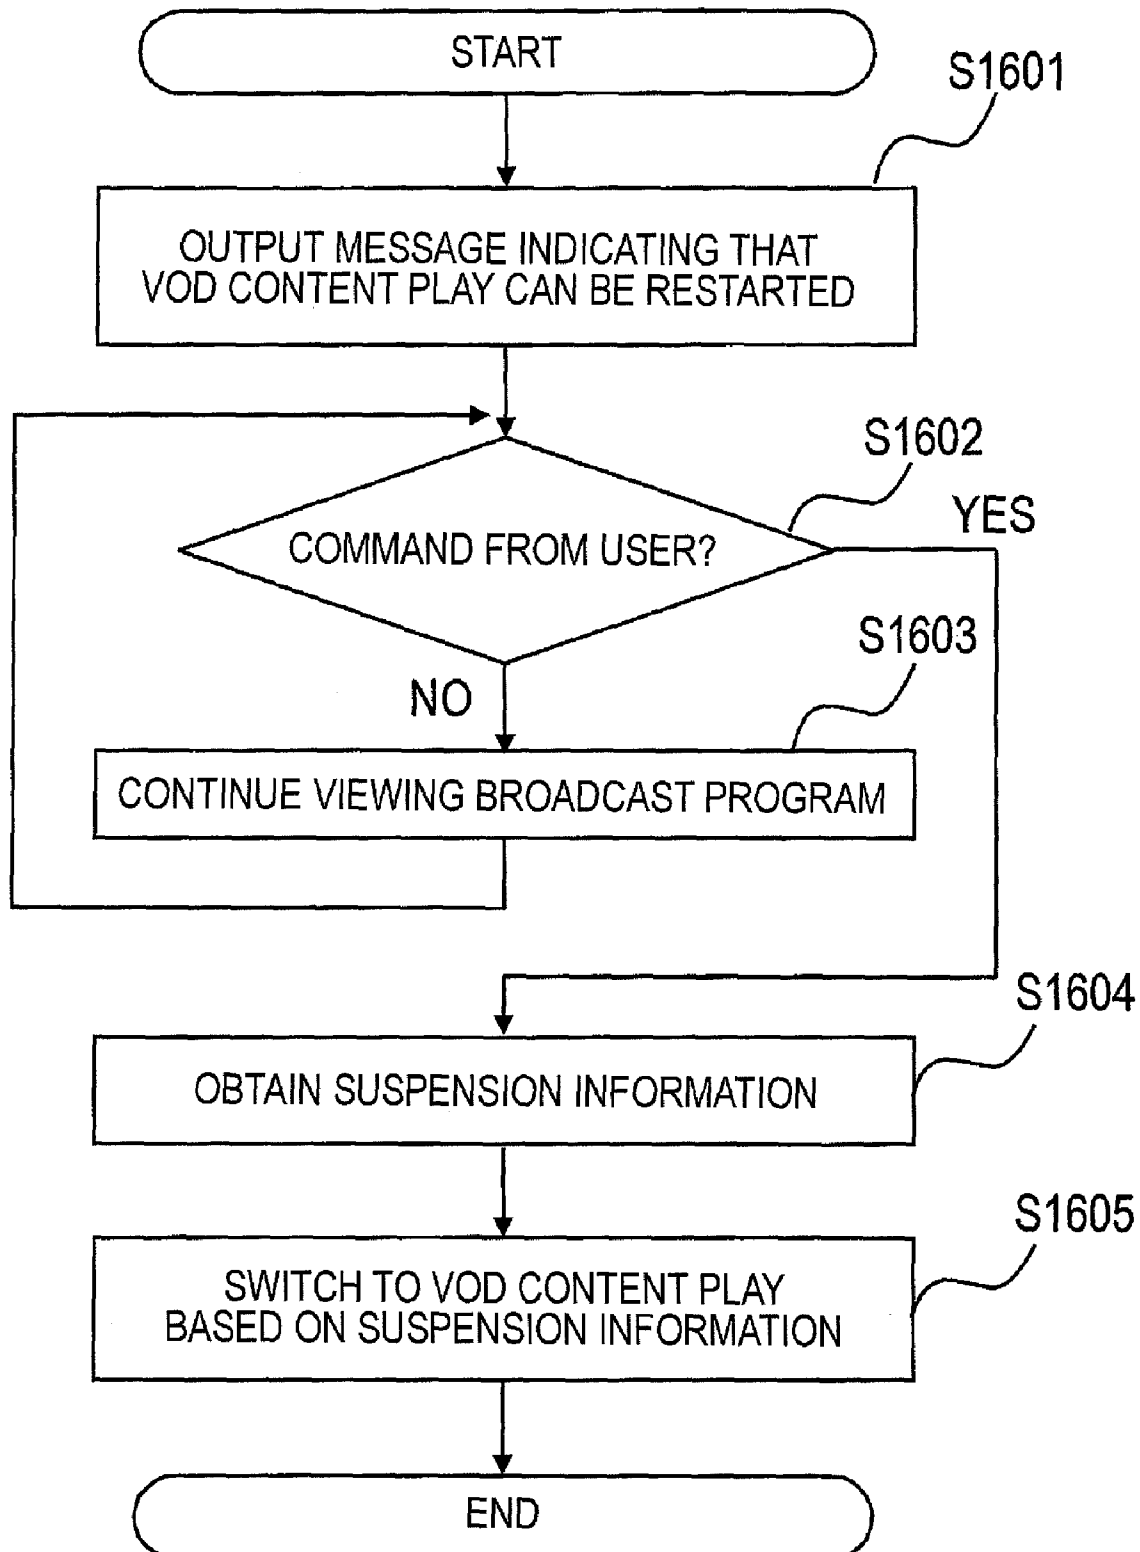 START
S1601
OUTPUT MESSAGE INDICATING THAT
VOD CONTENT PLAY CAN BE RESTARTED
S1602
YES
COMMAND FROM USER?
S1603
NO
CONTINUE VIEWING BROADCAST PROGRAM
S1604
OBTAIN SUSPENSION INFORMATION
S1605
SWITCH TO VOD CONTENT PLAY
BASED ON SUSPENSION INFORMATION
END